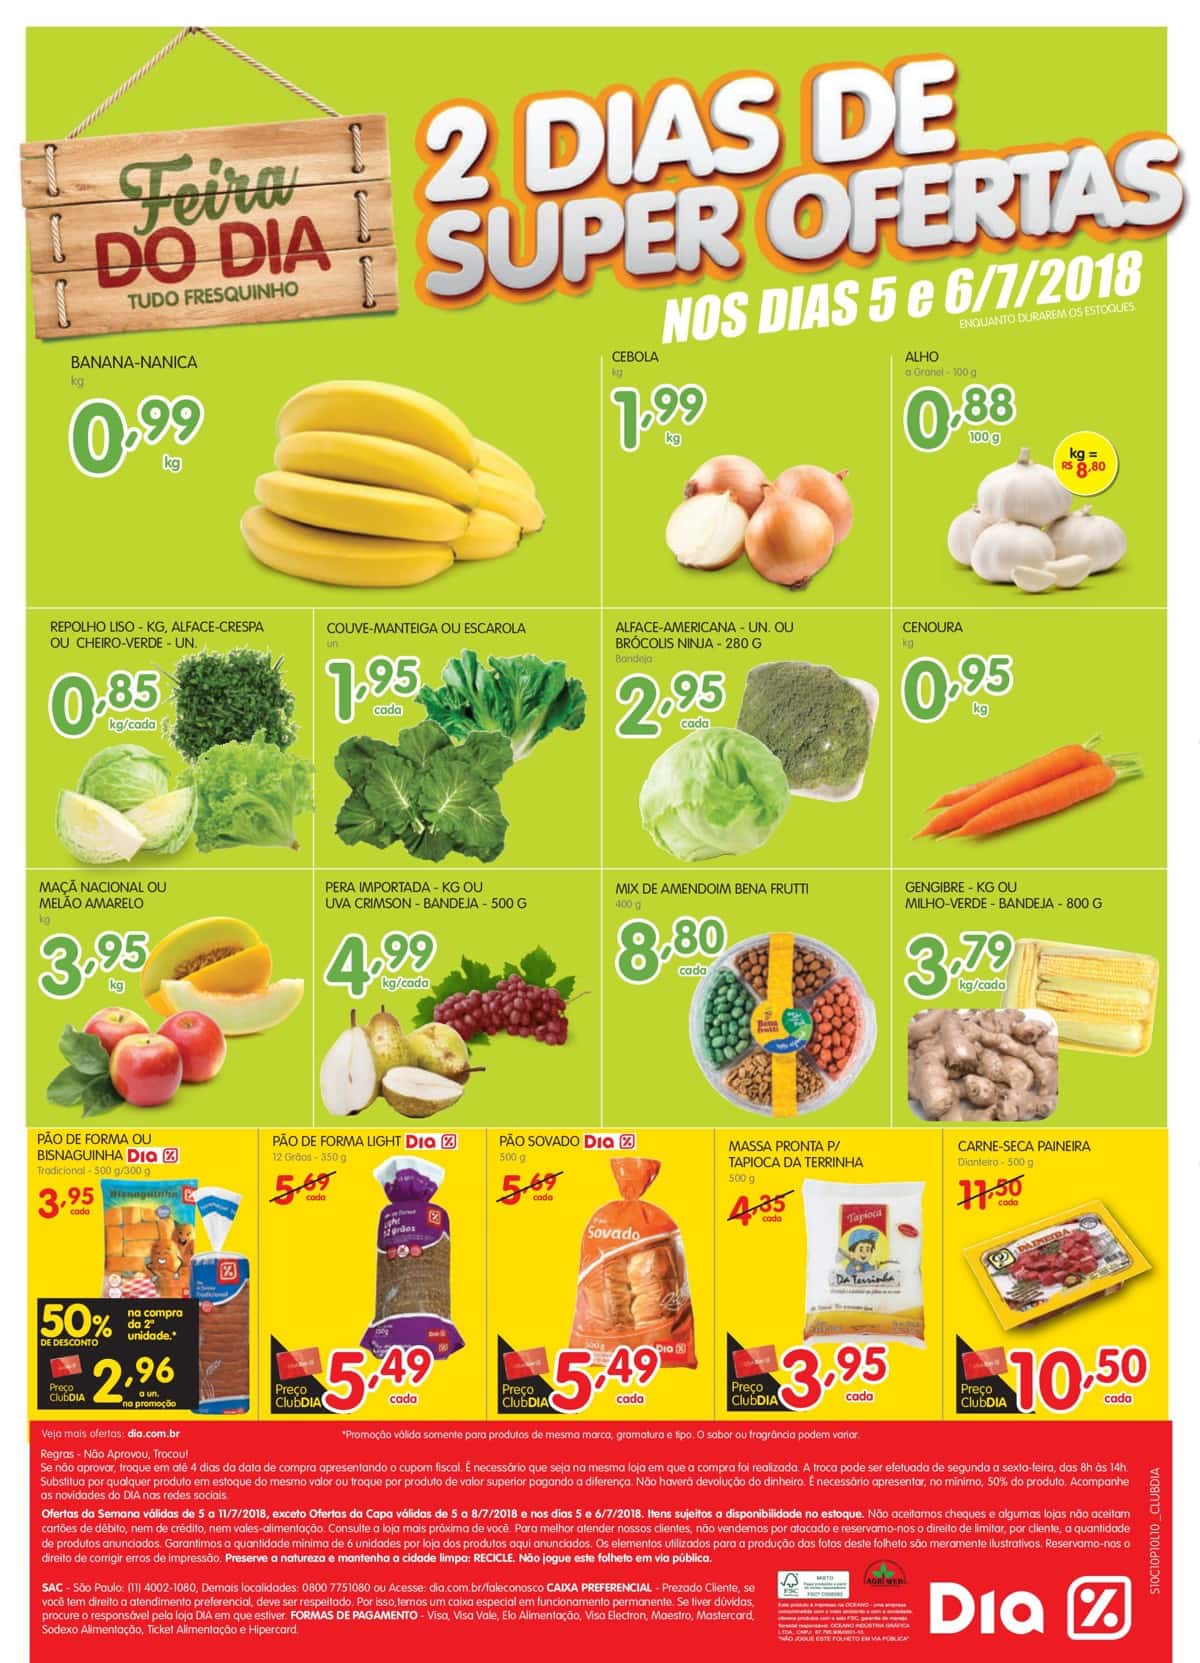 Feira
DO DIA
TUDO FRESQUINHO
2 DIAS DE
SUPER OFERTAS
NOS DIAS 5 e 6/7/2018
ENQUANTO DURAREM OS ESTOQUES.
BANANA-NANICA
kg
0,99
kg
CEBOLA
kg
1,99
kg
ALHO
a Granel - 100 g
0,88
100 g
kg =
R$ 8,80
REPOLHO LISO - KG, ALFACE-CRESPA
OU CHEIRO-VERDE - UN.
0,85
kg/cada
COUVE-MANTEIGA OU ESCAROLA
un
1,95
cada
ALFACE-AMERICANA - UN. OU
BRÓCOLIS NINJA - 280 G
Bandeja
2,95
cada
CENOURA
kg
0,95
kg
MAÇÃ NACIONAL OU
MELÃO AMARELO
kg
3,95
kg
PERA IMPORTADA - KG OU
UVA CRIMSON - BANDEJA - 500 G
4,99
kg/cada
MIX DE AMENDOIM BENA FRUTTI
400 g
8,80
cada
Bena
frutti
GENGIBRE - KG OU
MILHO-VERDE - BANDEJA - 800 G
3,79
kg/cada
PÃO DE FORMA OU
BISNAGUINHA DIA %
Tradicional - 500 g/300 g
3,95
cada
Bisnaguinha
Tradicional
50%
DE DESCONTO
na compra
da 2ª
unidade.*
Preço
ClubDIA
2,96
a un.
na promoção
PÃO DE FORMA LIGHT DIA %
12 Grãos - 350 g
5,69
cada
Light
12 grãos
Preço
ClubDIA
5,49
cada
PÃO SOVADO DIA %
500 g
5,69
cada
Pão
Sovado
500 g
DIA %
Preço
ClubDIA
5,49
cada
MASSA PRONTA P/
TAPIOCA DA TERRINHA
500 g
4,35
cada
Tapioca
Da Terrinha
Preço
ClubDIA
3,95
cada
CARNE-SECA PAINEIRA
Dianteiro - 500 g
11,50
cada
PAINEIRA
Preço
ClubDIA
10,50
cada
Veja mais ofertas: dia.com.br
*Promoção válida somente para produtos de mesma marca, gramatura e tipo. O sabor ou fragrância podem variar.
Regras - Não Aprovou, Trocou!
Se não aprovar, troque em até 4 dias da data de compra apresentando o cupom fiscal. É necessário que seja na mesma loja em que a compra foi realizada. A troca pode ser efetuada de segunda a sexta-feira, das 8h às 14h.
Substitua por qualquer produto em estoque do mesmo valor ou troque por produto de valor superior pagando a diferença. Não haverá devolução do dinheiro. É necessário apresentar, no mínimo, 50% do produto. Acompanhe
as novidades do DIA nas redes sociais.
Ofertas da Semana válidas de 5 a 11/7/2018, exceto Ofertas da Capa válidas de 5 a 8/7/2018 e nos dias 5 e 6/7/2018. Itens sujeitos a disponibilidade no estoque. Não aceitamos cheques e algumas lojas não aceitam
cartões de débito, nem de crédito, nem vales-alimentação. Consulte a loja mais próxima de você. Para melhor atender nossos clientes, não vendemos por atacado e reservamo-nos o direito de limitar, por cliente, a quantidade
de produtos anunciados. Garantimos a quantidade mínima de 6 unidades por loja dos produtos aqui anunciados. Os elementos utilizados para a produção das fotos deste folheto são meramente ilustrativos. Reservamo-nos o
direito de corrigir erros de impressão. Preserve a natureza e mantenha a cidade limpa: RECICLE. Não jogue este folheto em via pública.
SAC - São Paulo: (11) 4002-1080, Demais localidades: 0800 7751080 ou Acesse: dia.com.br/faleconosco CAIXA PREFERENCIAL - Prezado Cliente, se
você tem direito a atendimento preferencial, deve ser respeitado. Por isso,temos um caixa especial em funcionamento permanente. Se tiver dúvidas,
procure o responsável pela loja DIA em que estiver. FORMAS DE PAGAMENTO - Visa, Visa Vale, Elo Alimentação, Visa Electron, Maestro, Mastercard,
Sodexo Alimentação, Ticket Alimentação e Hipercard.
FSC
MISTO
"NÃO JOGUE ESTE FOLHETO EM VIA PÚBLICA"
DIA %
S10C10P10L10_CLUBDIA